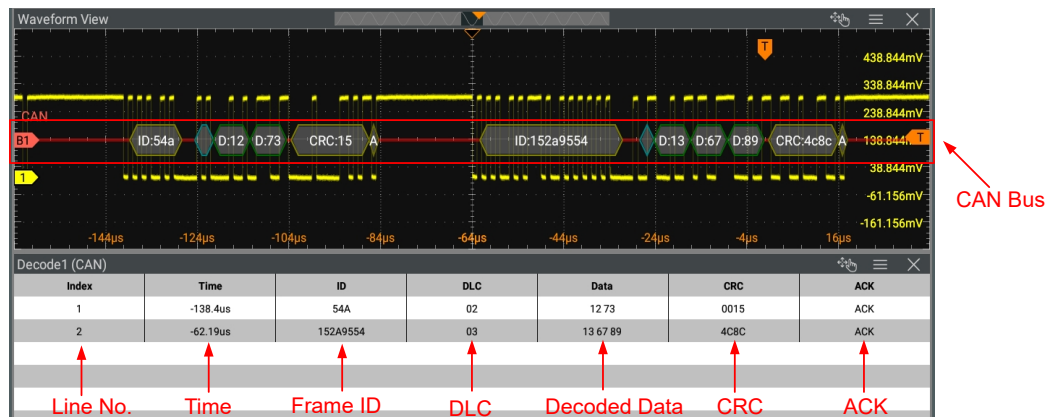 Waveform View
T
438.844mV
338.844mV
238.844mV
CAN
B1 ID:54a D:12 D:73 CRC:15 A ID:152a9554 D:13 D:67 D:89 CRC:4c8c A 138.844m T
CAN Bus
1 38.844mV
-61.156mV
-161.156mV
-144µs -124µs -104µs -84µs -64µs -44µs -24µs -4µs 16µs
Decode1 (CAN)
Index Time ID DLC Data CRC ACK
1 -138.4us 54A 02 12 73 0015 ACK
2 -62.19us 152A9554 03 13 67 89 4C8C ACK
Line No. Time Frame ID DLC Decoded Data CRC ACK